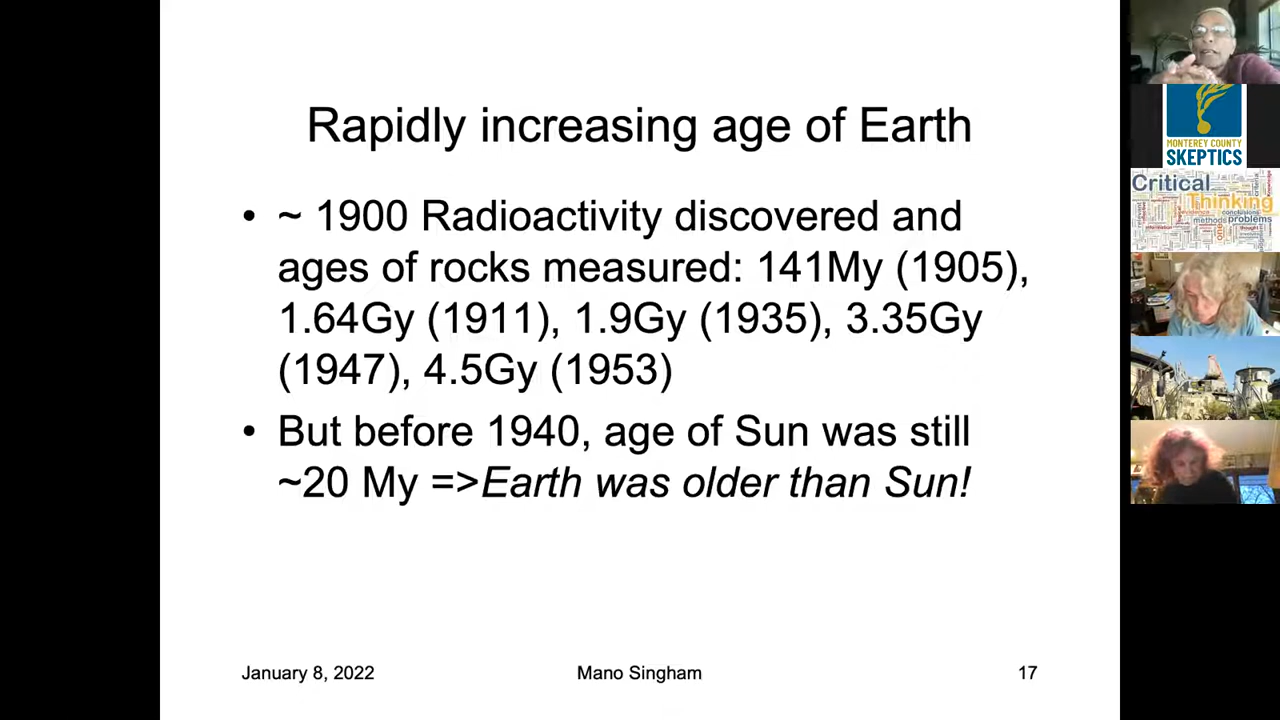 Rapidly increasing age of Earth
• ~ 1900 Radioactivity discovered and
ages of rocks measured: 141My (1905),
1.64Gy (1911), 1.9Gy (1935), 3.35Gy
(1947), 4.5Gy (1953)
• But before 1940, age of Sun was still
~20 My =>Earth was older than Sun!
January 8, 2022
Mano Singham
17
MONTEREY COUNTY
SKEPTICS
Critical
Thinking
conclusions
methods problems